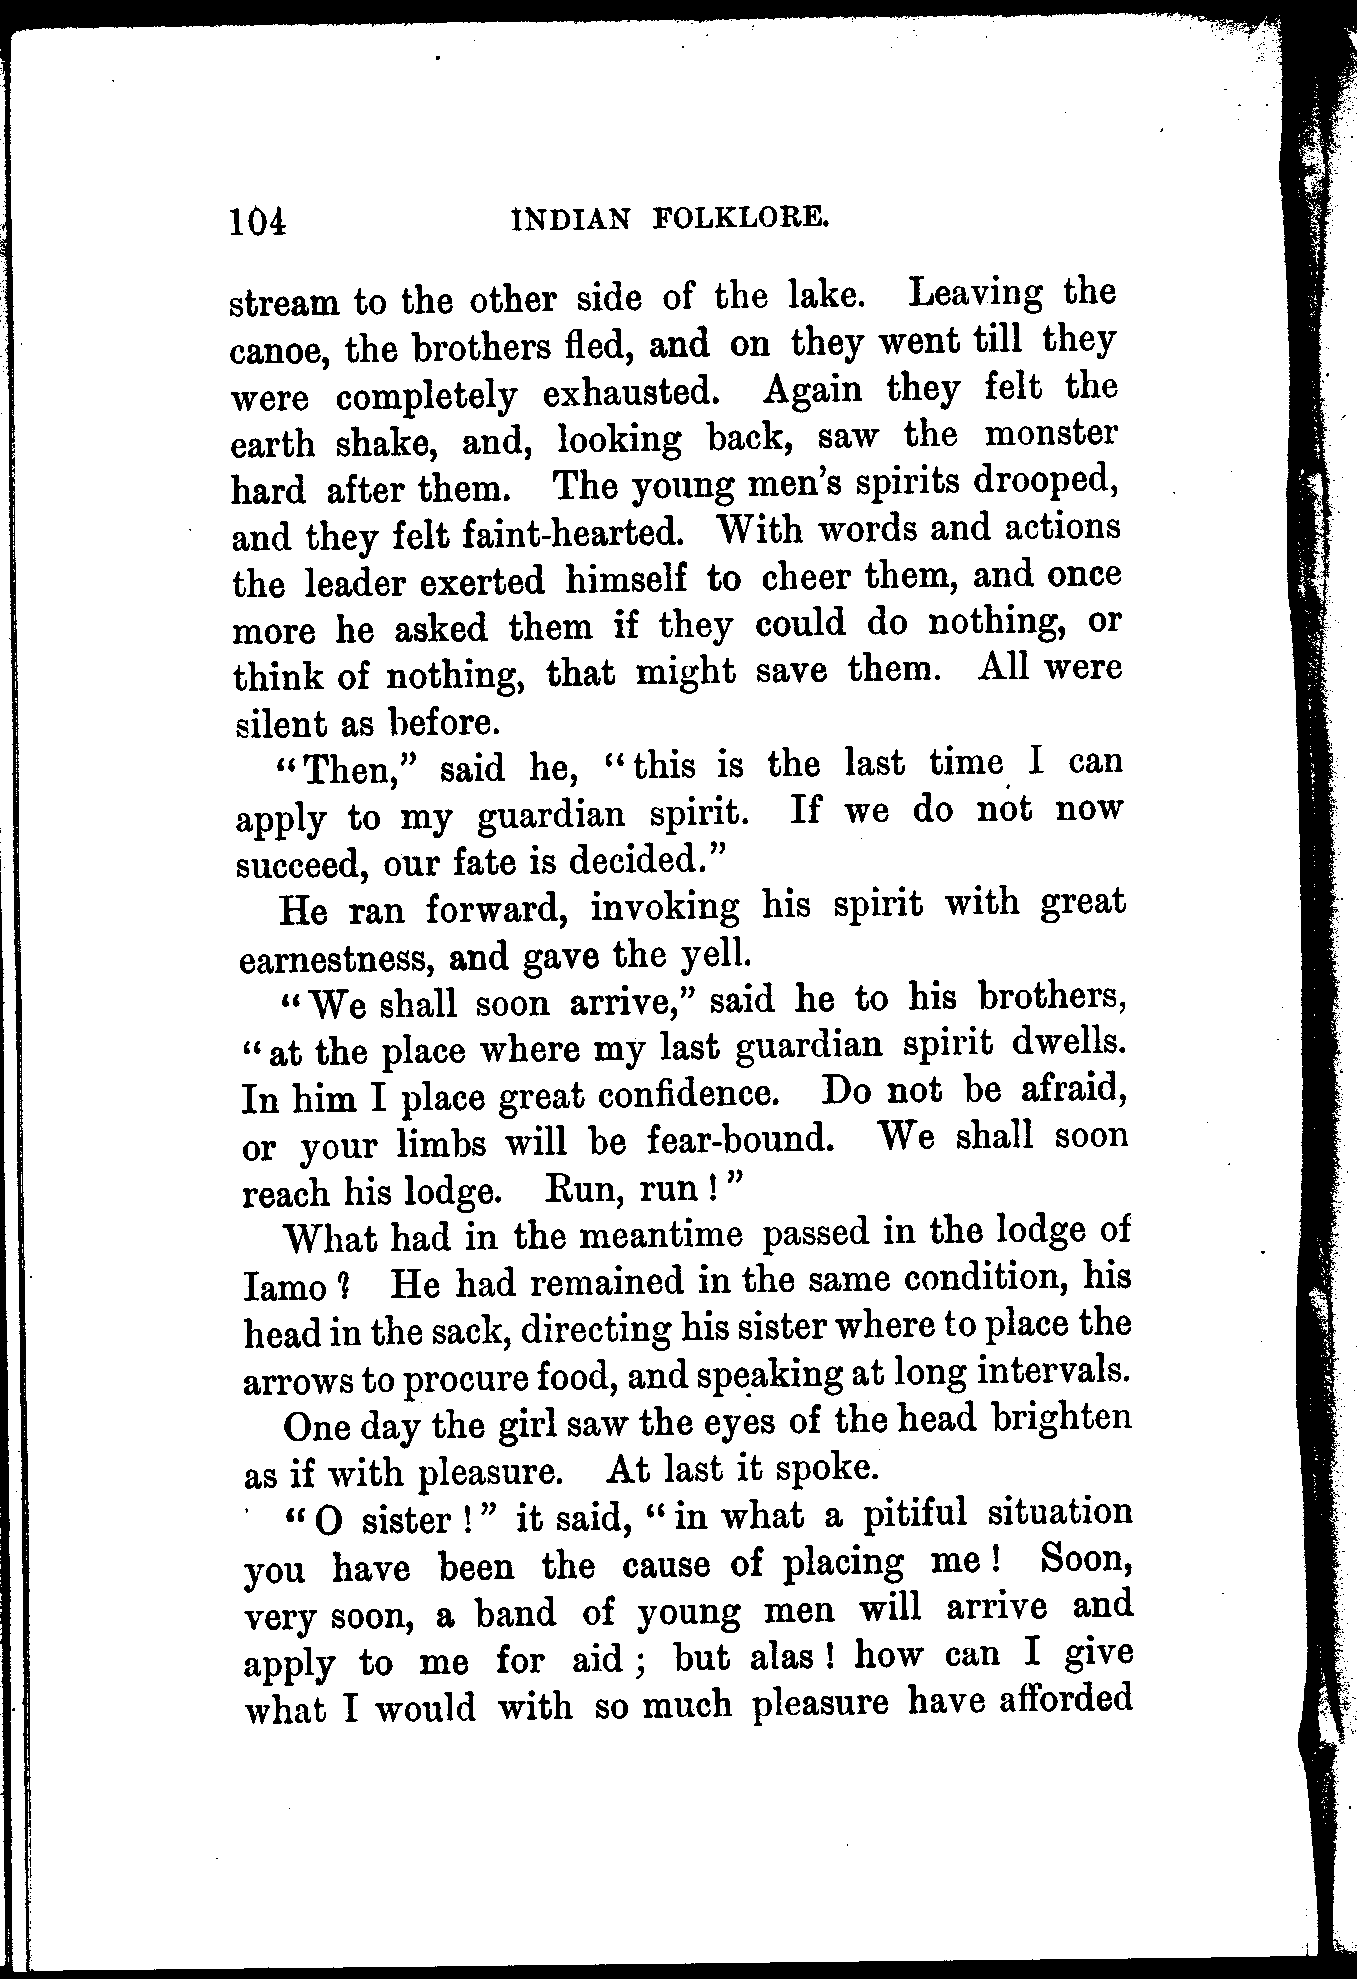 104 INDIAN FOLKLORE.
stream to the other side of the lake. Leaving the
canoe, the brothers fled, and on they went till they
were completely exhausted. Again they felt the
earth shake, and, looking back, saw the monster
hard after them. The young men's spirits drooped,
and they felt faint-hearted. With words and actions
the leader exerted himself to cheer them, and once
more he asked them if they could do nothing, or
think of nothing, that might save them. All were
silent as before.
"Then," said he, "this is the last time I can
apply to my guardian spirit. If we do not now
succeed, our fate is decided."
He ran forward, invoking his spirit with great
earnestness, and gave the yell.
"We shall soon arrive," said he to his brothers,
"at the place where my last guardian spirit dwells.
In him I place great confidence. Do not be afraid,
or your limbs will be fear-bound. We shall soon
reach his lodge. Run, run!"
What had in the meantime passed in the lodge of
Iamo? He had remained in the same condition, his
head in the sack, directing his sister where to place the
arrows to procure food, and speaking at long intervals.
One day the girl saw the eyes of the head brighten
as if with pleasure. At last it spoke.
"O sister!" it said, "in what a pitiful situation
you have been the cause of placing me! Soon,
very soon, a band of young men will arrive and
apply to me for aid; but alas! how can I give
what I would with so much pleasure have afforded